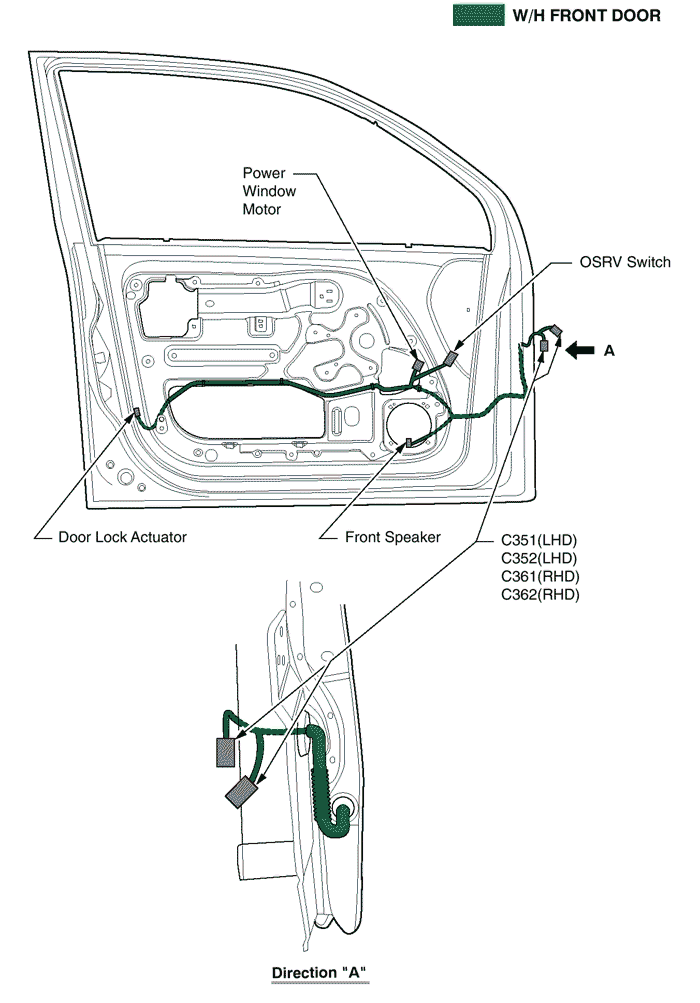 W/H FRONT DOOR
Power
Window
Motor
OSRV Switch
A
Door Lock Actuator
Front Speaker
C351(LHD)
C352(LHD)
C361(RHD)
C362(RHD)
Direction "A"